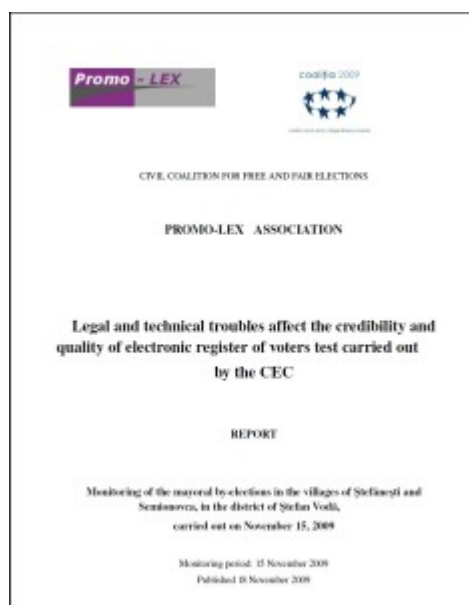 Promo - LEX
coaliția 2009
CIVIL COALITION FOR FREE AND FAIR ELECTIONS
PROMO-LEX ASSOCIATION
Legal and technical troubles affect the credibility and
quality of electronic register of voters test carried out
by the CEC
REPORT
Monitoring of the mayoral by-elections in the villages of Ștefănești and
Semionovca, in the district of Ștefan Vodă,
carried out on November 15, 2009
Monitoring period: 15 November 2009
Published 18 November 2009